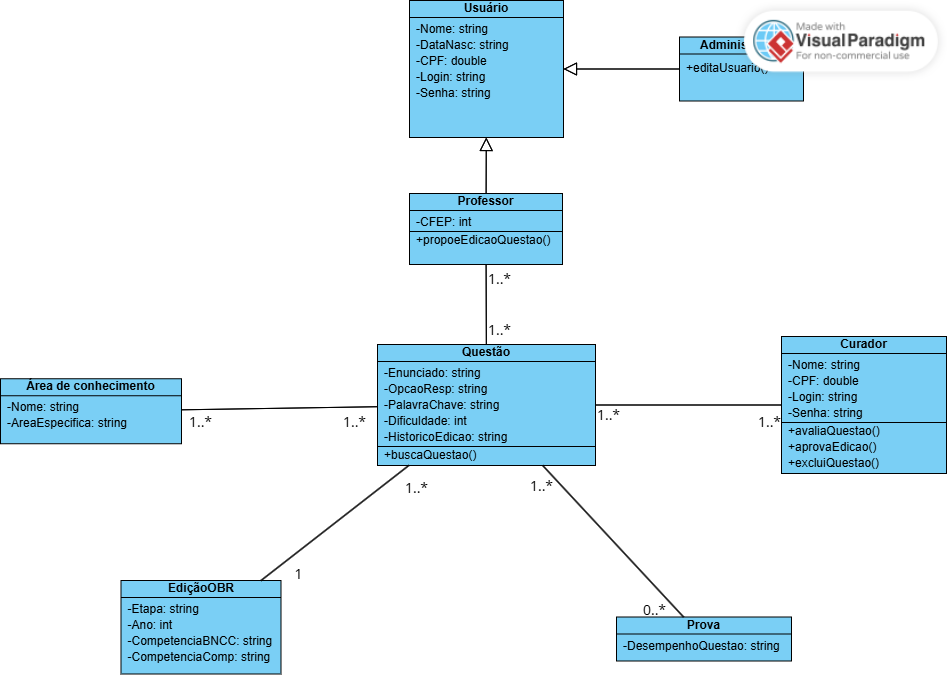 Usuário
-Nome: string
-DataNasc: string
-CPF: double
-Login: string
-Senha: string
Made with
VisualParadigm
For non-commercial use
+editaUsuario()
Professor
-CFEP: int
+propoeEdicaoQuestao()
1..*
1..*
Questão
-Enunciado: string
-OpcaoResp: string
-PalavraChave: string
-Dificuldade: int
-HistoricoEdicao: string
+buscaQuestao()
Curador
-Nome: string
-CPF: double
-Login: string
-Senha: string
+avaliaQuestao()
+aprovaEdicao()
+excluiQuestao()
Área de conhecimento
-Nome: string
-AreaEspecifica: string
1..*
1..*
1..*
1..*
1..*
1..*
1
0..*
EdiçãoOBR
-Etapa: string
-Ano: int
-CompetenciaBNCC: string
-CompetenciaComp: string
Prova
-DesempenhoQuestao: string